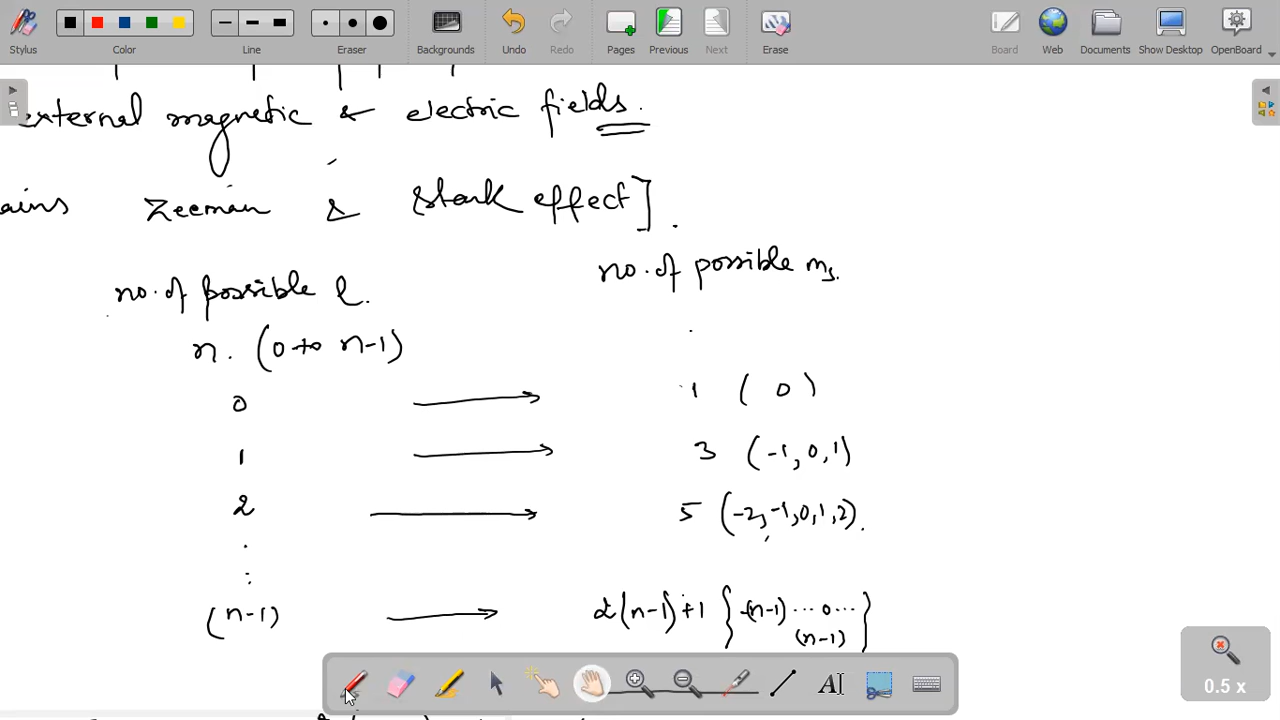 Stylus Color Line Eraser Backgrounds Undo Redo Pages Previous Next Erase Board Web Documents Show Desktop OpenBoard
external magnetic & electric fields.
ains Zeeman & Stark effect].
no. of possible l. no. of possible ms.
n. (0 to n-1)
0 → 1 ( 0 )
1 → 3 (-1,0,1)
2 → 5 (-2,-1,0,1,2).
(n-1) → 2(n-1)+1 { -(n-1) ... 0 ... (n-1) }
0.5 x